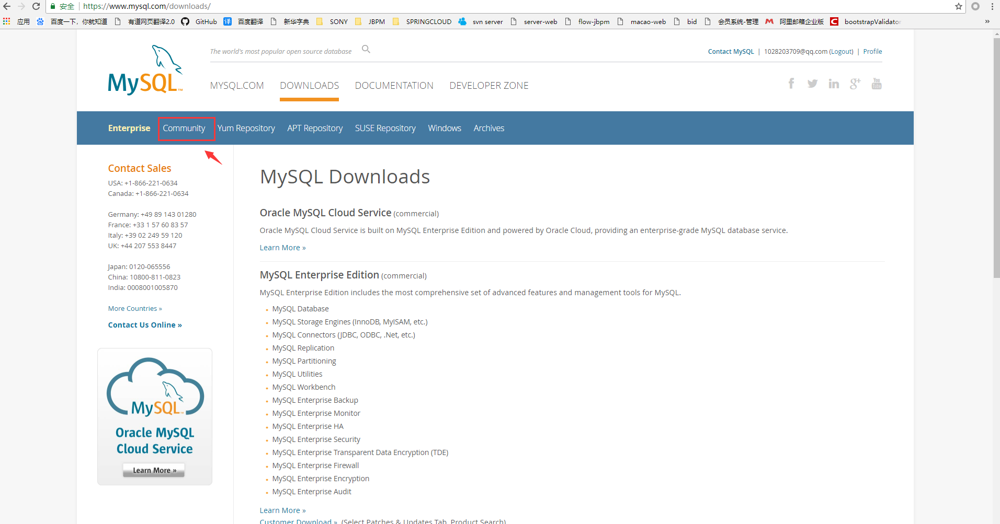 安全 https://www.mysql.com/downloads/
应用 百度一下，你就知道 有道网页翻译2.0 GitHub 译 百度翻译 新华字典 SONY JBPM SPRINGCLOUD svn server server-web flow-jbpm macao-web bid 会员系统-管理 阿里邮箱企业版 C bootstrapValidator »
MySQL™
The world's most popular open source database
Contact MySQL | 1028203709@qq.com (Logout) | Profile
MYSQL.COM DOWNLOADS DOCUMENTATION DEVELOPER ZONE
f in g+ You Tube
Enterprise Community Yum Repository APT Repository SUSE Repository Windows Archives
Contact Sales
USA: +1-866-221-0634
Canada: +1-866-221-0634
Germany: +49 89 143 01280
France: +33 1 57 60 83 57
Italy: +39 02 249 59 120
UK: +44 207 553 8447
Japan: 0120-065556
China: 10800-811-0823
India: 0008001005870
More Countries »
Contact Us Online »
MySQL™
Oracle MySQL
Cloud Service
Learn More »
MySQL Downloads
Oracle MySQL Cloud Service (commercial)
Oracle MySQL Cloud Service is built on MySQL Enterprise Edition and powered by Oracle Cloud, providing an enterprise-grade MySQL database service.
Learn More »
MySQL Enterprise Edition (commercial)
MySQL Enterprise Edition includes the most comprehensive set of advanced features and management tools for MySQL.
MySQL Database
MySQL Storage Engines (InnoDB, MyISAM, etc.)
MySQL Connectors (JDBC, ODBC, .Net, etc.)
MySQL Replication
MySQL Partitioning
MySQL Utilities
MySQL Workbench
MySQL Enterprise Backup
MySQL Enterprise Monitor
MySQL Enterprise HA
MySQL Enterprise Security
MySQL Enterprise Transparent Data Encryption (TDE)
MySQL Enterprise Firewall
MySQL Enterprise Encryption
MySQL Enterprise Audit
Learn More »
Customer Download » (Select Patches & Updates Tab, Product Search)